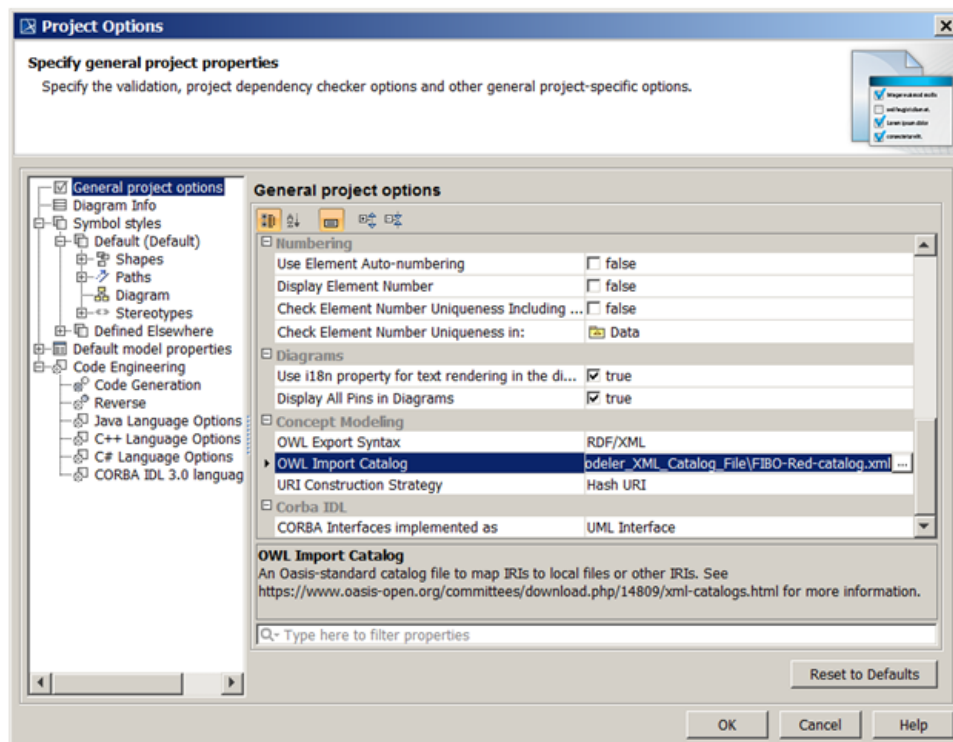 Project Options
Specify general project properties
Specify the validation, project dependency checker options and other general project-specific options.
General project options
Diagram Info
Symbol styles
Default (Default)
Shapes
Paths
Diagram
Stereotypes
Defined Elsewhere
Default model properties
Code Engineering
Code Generation
Reverse
Java Language Options
C++ Language Options
C# Language Options
CORBA IDL 3.0 languag
General project options
Numbering
Use Element Auto-numbering false
Display Element Number false
Check Element Number Uniqueness Including ... false
Check Element Number Uniqueness in: Data
Diagrams
Use i18n property for text rendering in the di... true
Display All Pins in Diagrams true
Concept Modeling
OWL Export Syntax RDF/XML
OWL Import Catalog odeler_XML_Catalog_File\FIBO-Red-catalog.xml ...
URI Construction Strategy Hash URI
Corba IDL
CORBA Interfaces implemented as UML Interface
OWL Import Catalog
An Oasis-standard catalog file to map IRIs to local files or other IRIs. See
https://www.oasis-open.org/committees/download.php/14809/xml-catalogs.html for more information.
Type here to filter properties
Reset to Defaults
OK Cancel Help